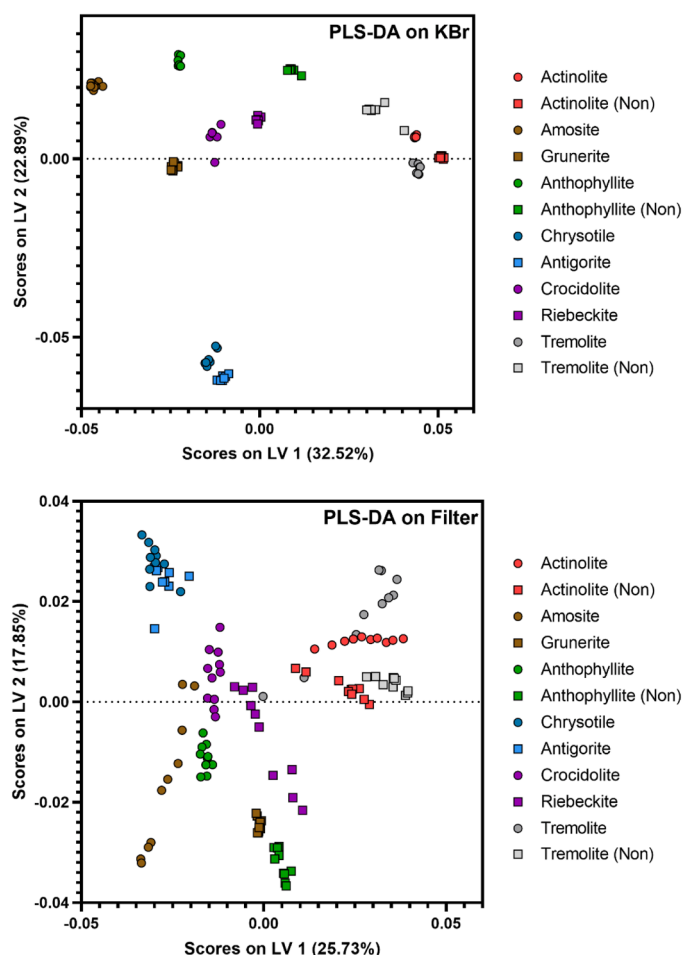 PLS-DA on KBr
Scores on LV 2 (22.89%)
0.00
-0.05
-0.05
0.00
0.05
Scores on LV 1 (32.52%)
Actinolite
Actinolite (Non)
Amosite
Grunerite
Anthophyllite
Anthophyllite (Non)
Chrysotile
Antigorite
Crocidolite
Riebeckite
Tremolite
Tremolite (Non)
PLS-DA on Filter
Scores on LV 2 (17.85%)
0.04
0.02
0.00
-0.02
-0.04
-0.05
0.00
0.05
Scores on LV 1 (25.73%)
Actinolite
Actinolite (Non)
Amosite
Grunerite
Anthophyllite
Anthophyllite (Non)
Chrysotile
Antigorite
Crocidolite
Riebeckite
Tremolite
Tremolite (Non)